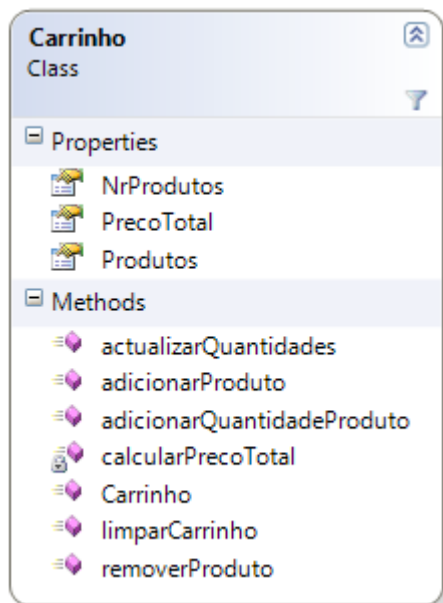 Carrinho
Class
Properties
NrProdutos
PrecoTotal
Produtos
Methods
actualizarQuantidades
adicionarProduto
adicionarQuantidadeProduto
calcularPrecoTotal
Carrinho
limparCarrinho
removerProduto